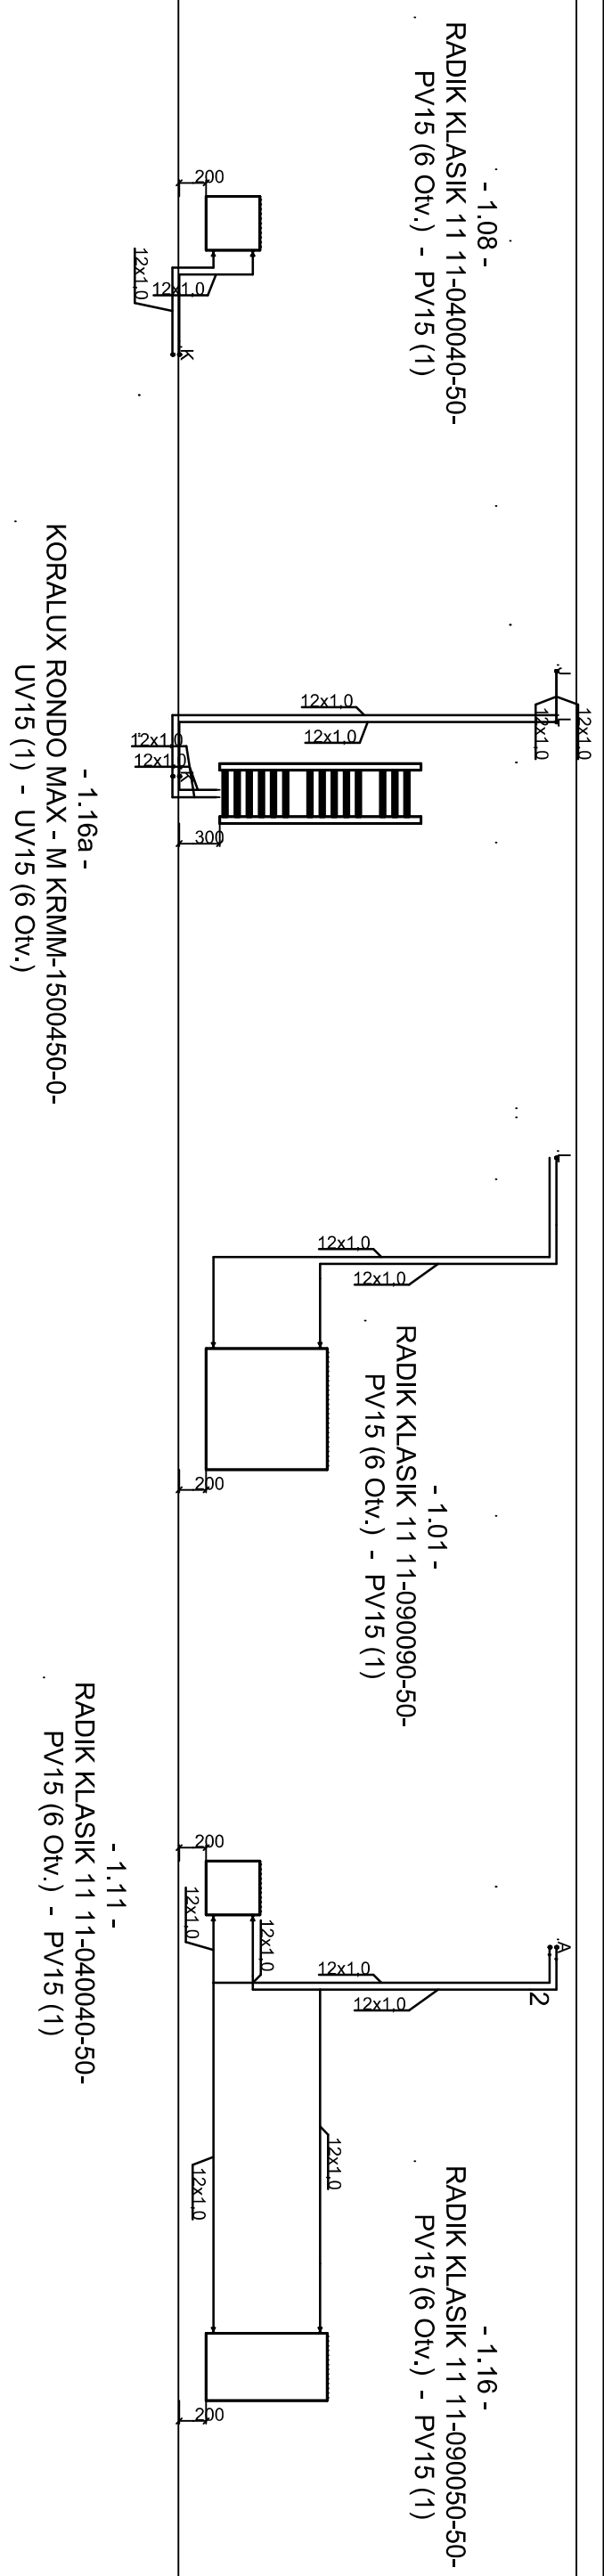 - 1.08 -
RADIK KLASIK 11 11-040040-50-
PV15 (6 Otv.) - PV15 (1)
200
12x1,0
12x1,0
K
J
I
12x1,0
12x1,0
12x1,0
12x1,0
12x1,0
12x1,0
K
300
- 1.16a -
KORALUX RONDO MAX - M KRMM-1500450-0-
UV15 (1) - UV15 (6 Otv.)
I
12x1,0
12x1,0
200
- 1.01 -
RADIK KLASIK 11 11-090090-50-
PV15 (6 Otv.) - PV15 (1)
- 1.11 -
RADIK KLASIK 11 11-040040-50-
PV15 (6 Otv.) - PV15 (1)
200
12x1,0
12x1,0
A
2
12x1,0
12x1,0
12x1,0
12x1,0
200
- 1.16 -
RADIK KLASIK 11 11-090050-50-
PV15 (6 Otv.) - PV15 (1)